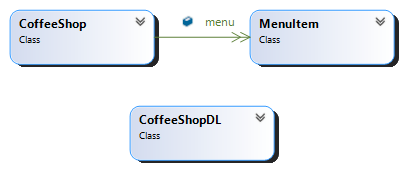 CoffeeShop
Class
menu
MenuItem
Class
CoffeeShopDL
Class